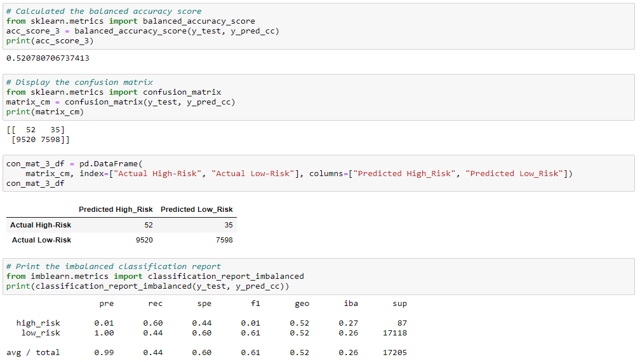 # Calculated the balanced accuracy score
from sklearn.metrics import balanced_accuracy_score
acc_score_3 = balanced_accuracy_score(y_test, y_pred_cc)
print(acc_score_3)
0.520780706737413
# Display the confusion matrix
from sklearn.metrics import confusion_matrix
matrix_cm = confusion_matrix(y_test, y_pred_cc)
print(matrix_cm)
[[ 52 35]
[9520 7598]]
con_mat_3_df = pd.DataFrame(
matrix_cm, index=["Actual High-Risk", "Actual Low-Risk"], columns=["Predicted High_Risk", "Predicted Low_Risk"])
con_mat_3_df
Predicted High_Risk Predicted Low_Risk
Actual High-Risk 52 35
Actual Low-Risk 9520 7598
# Print the imbalanced classification report
from imblearn.metrics import classification_report_imbalanced
print(classification_report_imbalanced(y_test, y_pred_cc))
pre rec spe f1 geo iba sup
high_risk 0.01 0.60 0.44 0.01 0.52 0.27 87
low_risk 1.00 0.44 0.60 0.61 0.52 0.26 17118
avg / total 0.99 0.44 0.60 0.61 0.52 0.26 17205